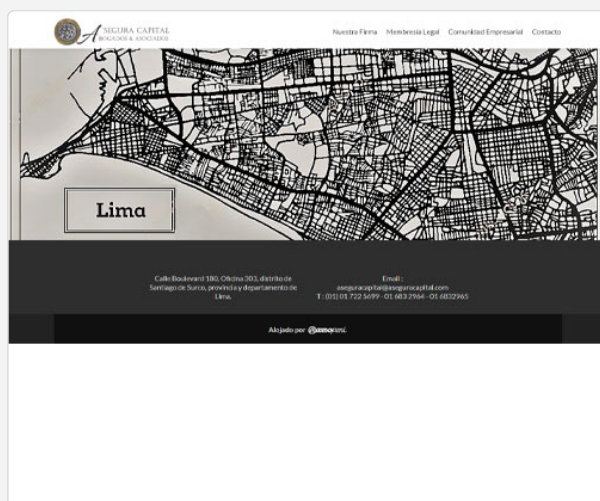 A SEGURA CAPITAL
BOGADOS & ASOCIADOS
Nuestra Firma Membresía Legal Comunidad Empresarial Contacto
Lima
Calle Boulevard 180, Oficina 303, distrito de
Santiago de Surco, provincia y departamento de
Lima.
Email :
aseguracapital@aseguracapital.com
T : (01) 01 722 5699 - 01 683 2964 - 01 6832965
Alojado por